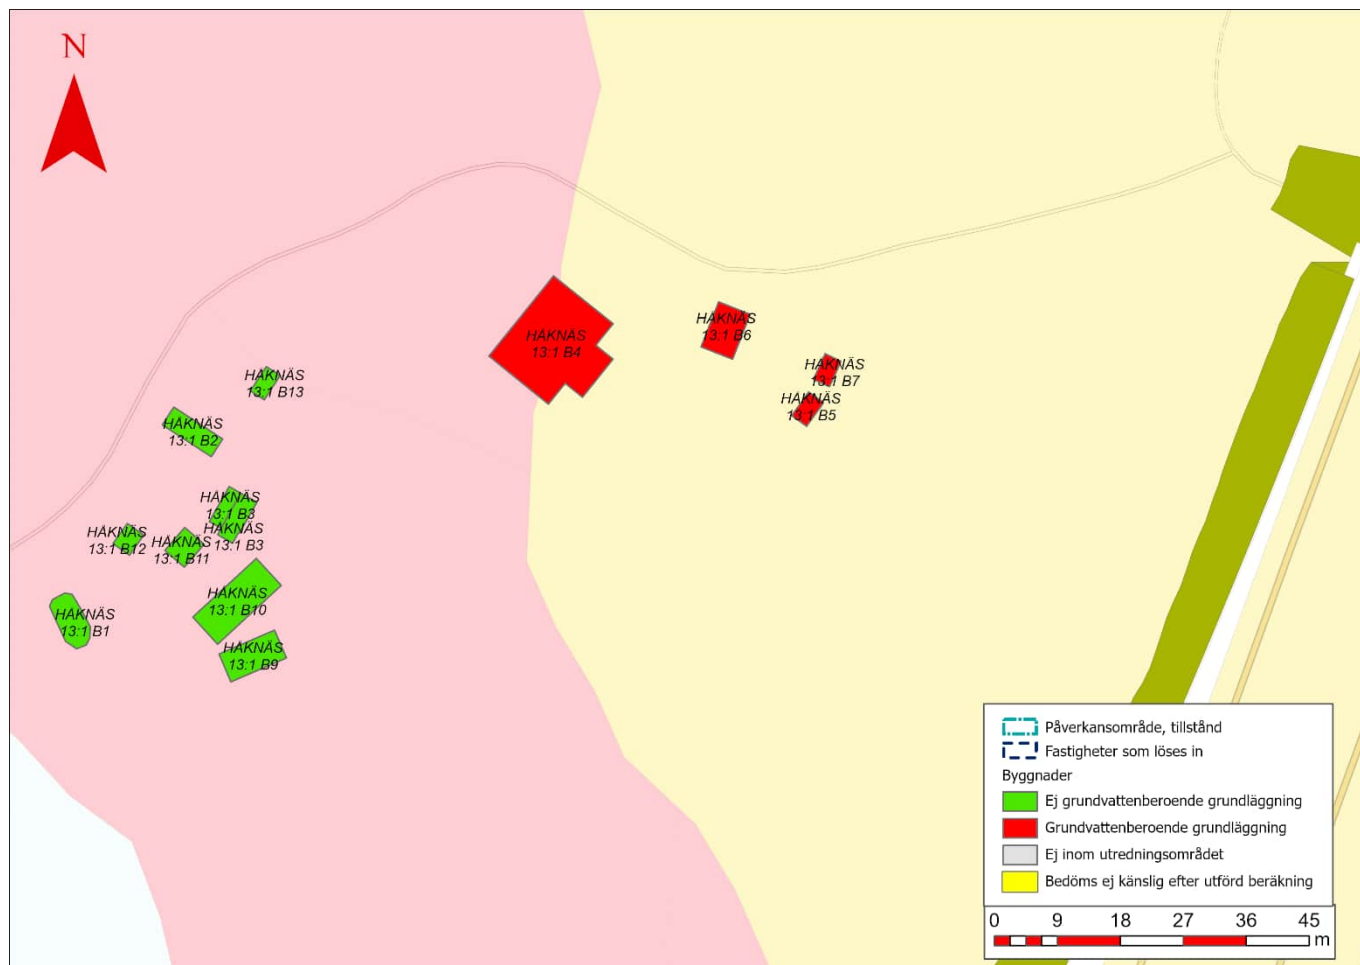 N
HÅKNÄS
13:1 B4
HÅKNÄS
13:1 B6
HÅKNÄS
13:1 B7
HÅKNÄS
13:1 B5
HÅKNÄS
13:1 B13
HÅKNÄS
13:1 B2
HÅKNÄS
13:1 B3
HÅKNÄS
13:1 B3
HÅKNÄS
13:1 B12
HÅKNÄS
13:1 B11
HÅKNÄS
13:1 B10
HÅKNÄS
13:1 B1
HÅKNÄS
13:1 B9
Påverkansområde, tillstånd
Fastigheter som löses in
Byggnader
Ej grundvattenberoende grundläggning
Grundvattenberoende grundläggning
Ej inom utredningsområdet
Bedöms ej känslig efter utförd beräkning
0 9 18 27 36 45
m